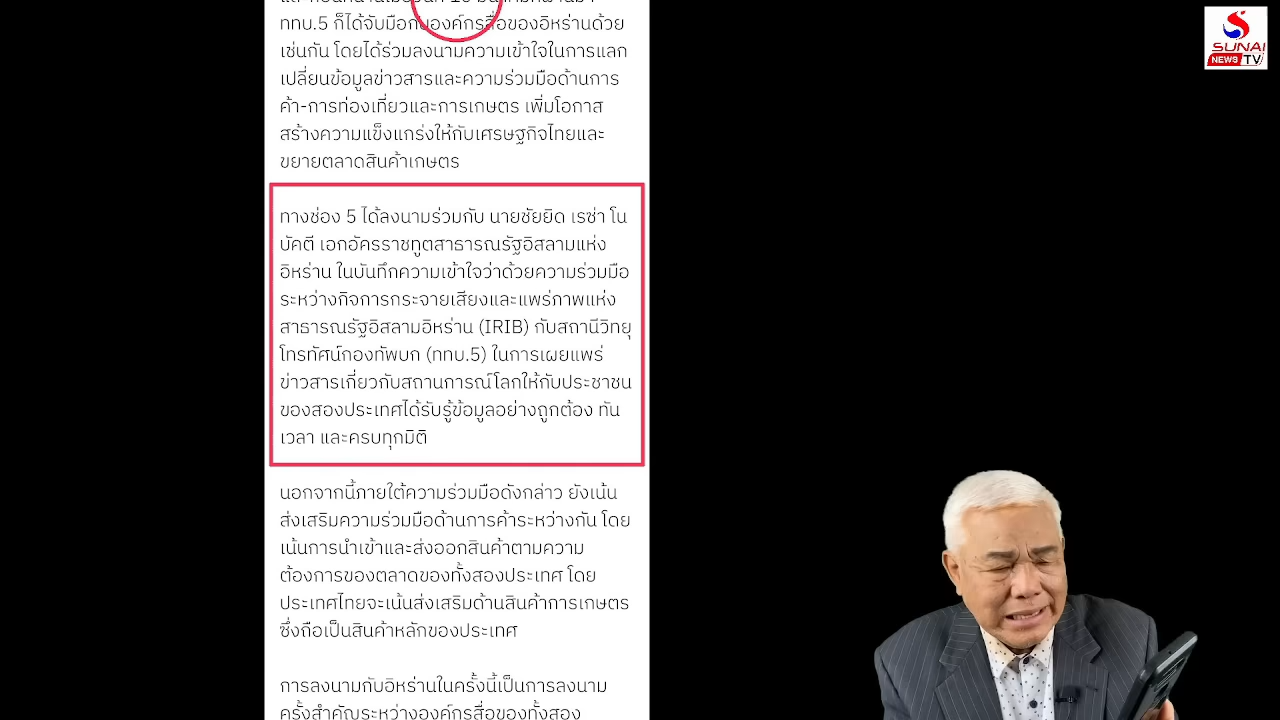 ททบ.5 ก็ได้จับมือกับองค์กรสื่อของอิหร่านด้วย
เช่นกัน โดยได้ร่วมลงนามความเข้าใจในการแลก
เปลี่ยนข้อมูลข่าวสารและความร่วมมือด้านการ
ค้า-การท่องเที่ยวและการเกษตร เพิ่มโอกาส
สร้างความแข็งแกร่งให้กับเศรษฐกิจไทยและ
ขยายตลาดสินค้าเกษตร
ทางช่อง 5 ได้ลงนามร่วมกับ นายซัยยิด เรซ่า โน
บัคตี เอกอัครราชทูตสาธารณรัฐอิสลามแห่ง
อิหร่าน ในบันทึกความเข้าใจว่าด้วยความร่วมมือ
ระหว่างกิจการกระจายเสียงและแพร่ภาพแห่ง
สาธารณรัฐอิสลามอิหร่าน (IRIB) กับสถานีวิทยุ
โทรทัศน์กองทัพบก (ททบ.5) ในการเผยแพร่
ข่าวสารเกี่ยวกับสถานการณ์โลกให้กับประชาชน
ของสองประเทศได้รับรู้ข้อมูลอย่างถูกต้อง ทัน
เวลา และครบทุกมิติ
นอกจากนี้ภายใต้ความร่วมมือดังกล่าว ยังเน้น
ส่งเสริมความร่วมมือด้านการค้าระหว่างกัน โดย
เน้นการนำเข้าและส่งออกสินค้าตามความ
ต้องการของตลาดของทั้งสองประเทศ โดย
ประเทศไทยจะเน้นส่งเสริมด้านสินค้าการเกษตร
ซึ่งถือเป็นสินค้าหลักของประเทศ
การลงนามกับอิหร่านในครั้งนี้เป็นการลงนาม
ครั้งสำคัญระหว่างองค์กรสื่อของทั้งสอง
SUNAI
NEWS TV